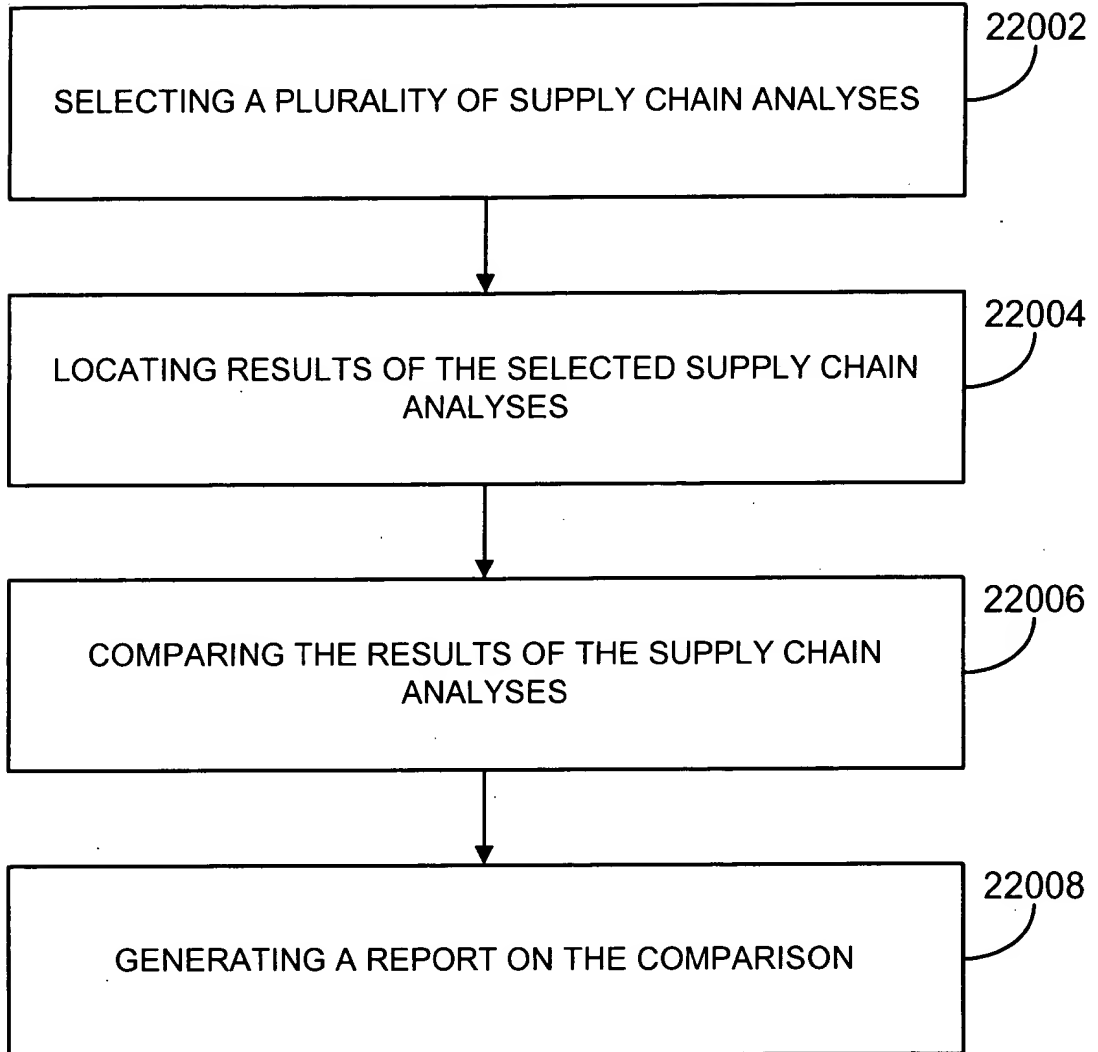 22002
SELECTING A PLURALITY OF SUPPLY CHAIN ANALYSES
22004
LOCATING RESULTS OF THE SELECTED SUPPLY CHAIN
ANALYSES
22006
COMPARING THE RESULTS OF THE SUPPLY CHAIN
ANALYSES
22008
GENERATING A REPORT ON THE COMPARISON